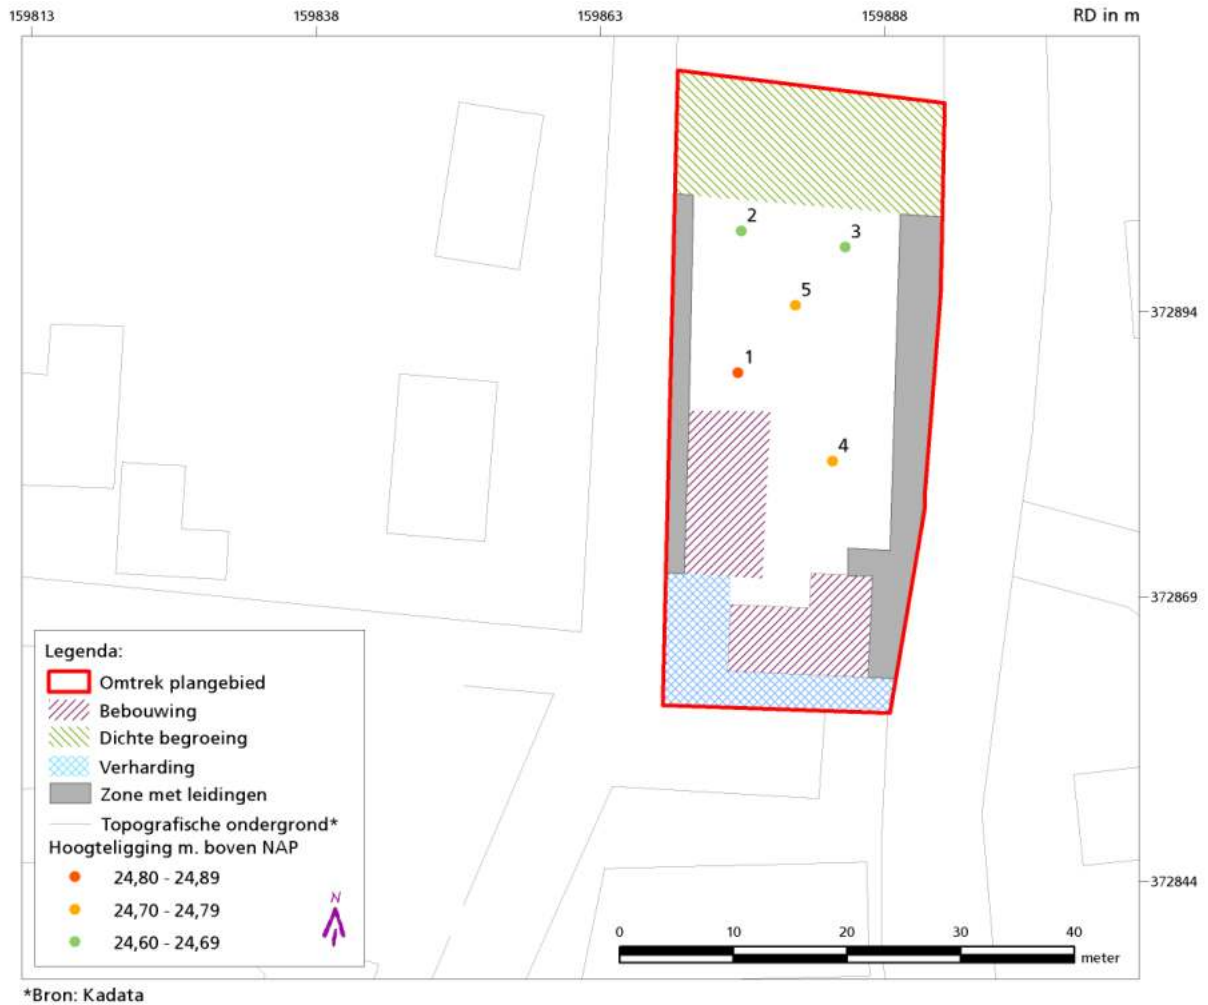 159813
159838
159863
159888
RD in m
2
3
5
372894
1
4
372869
Legenda:
Omtrek plangebied
Bebouwing
Dichte begroeing
Verharding
Zone met leidingen
Topografische ondergrond*
Hoogteligging m. boven NAP
24,80 - 24,89
24,70 - 24,79
24,60 - 24,69
N
372844
0 10 20 30 40
meter
*Bron: Kadata